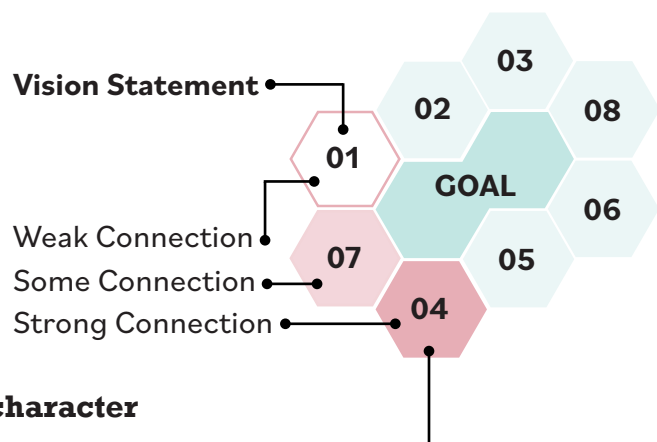 03
Vision Statement
02
08
01
GOAL
06
Weak Connection
07
05
Some Connection
04
Strong Connection
character